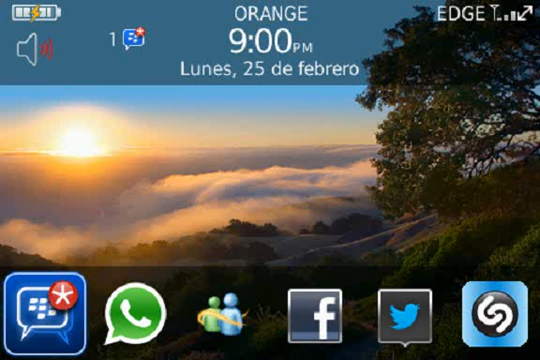 ORANGE
EDGE
1
9:00PM
Lunes, 25 de febrero
f